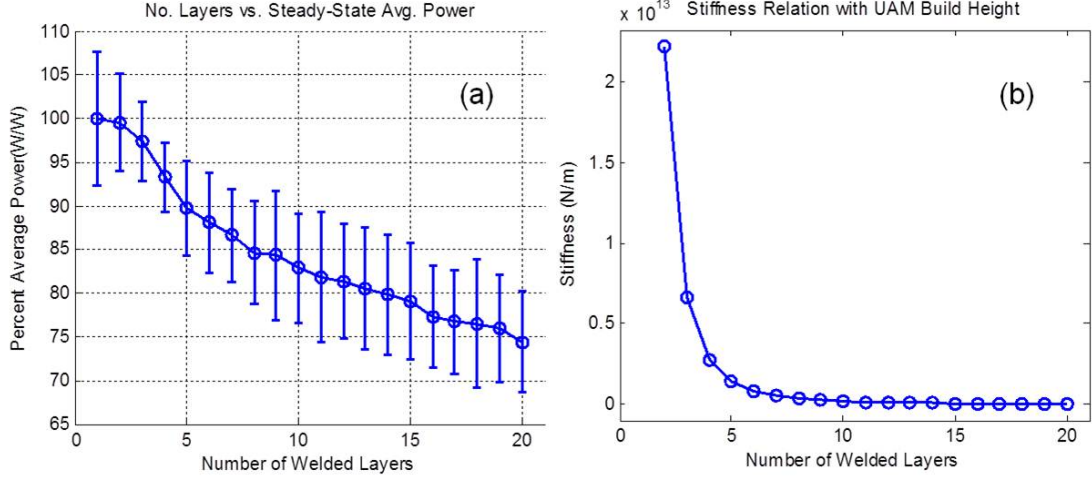 No. Layers vs. Steady-State Avg. Power
110
105
100
95
90
85
80
75
70
65
0
5
10
15
20
Percent Average Power(W/W)
Number of Welded Layers
(a)
x 10^13
Stiffness Relation with UAM Build Height
2
1.5
1
0.5
0
0
5
10
15
20
Stiffness (N/m)
Number of Welded Layers
(b)